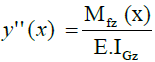 y''(x) = M_fz (x) / E.I_Gz